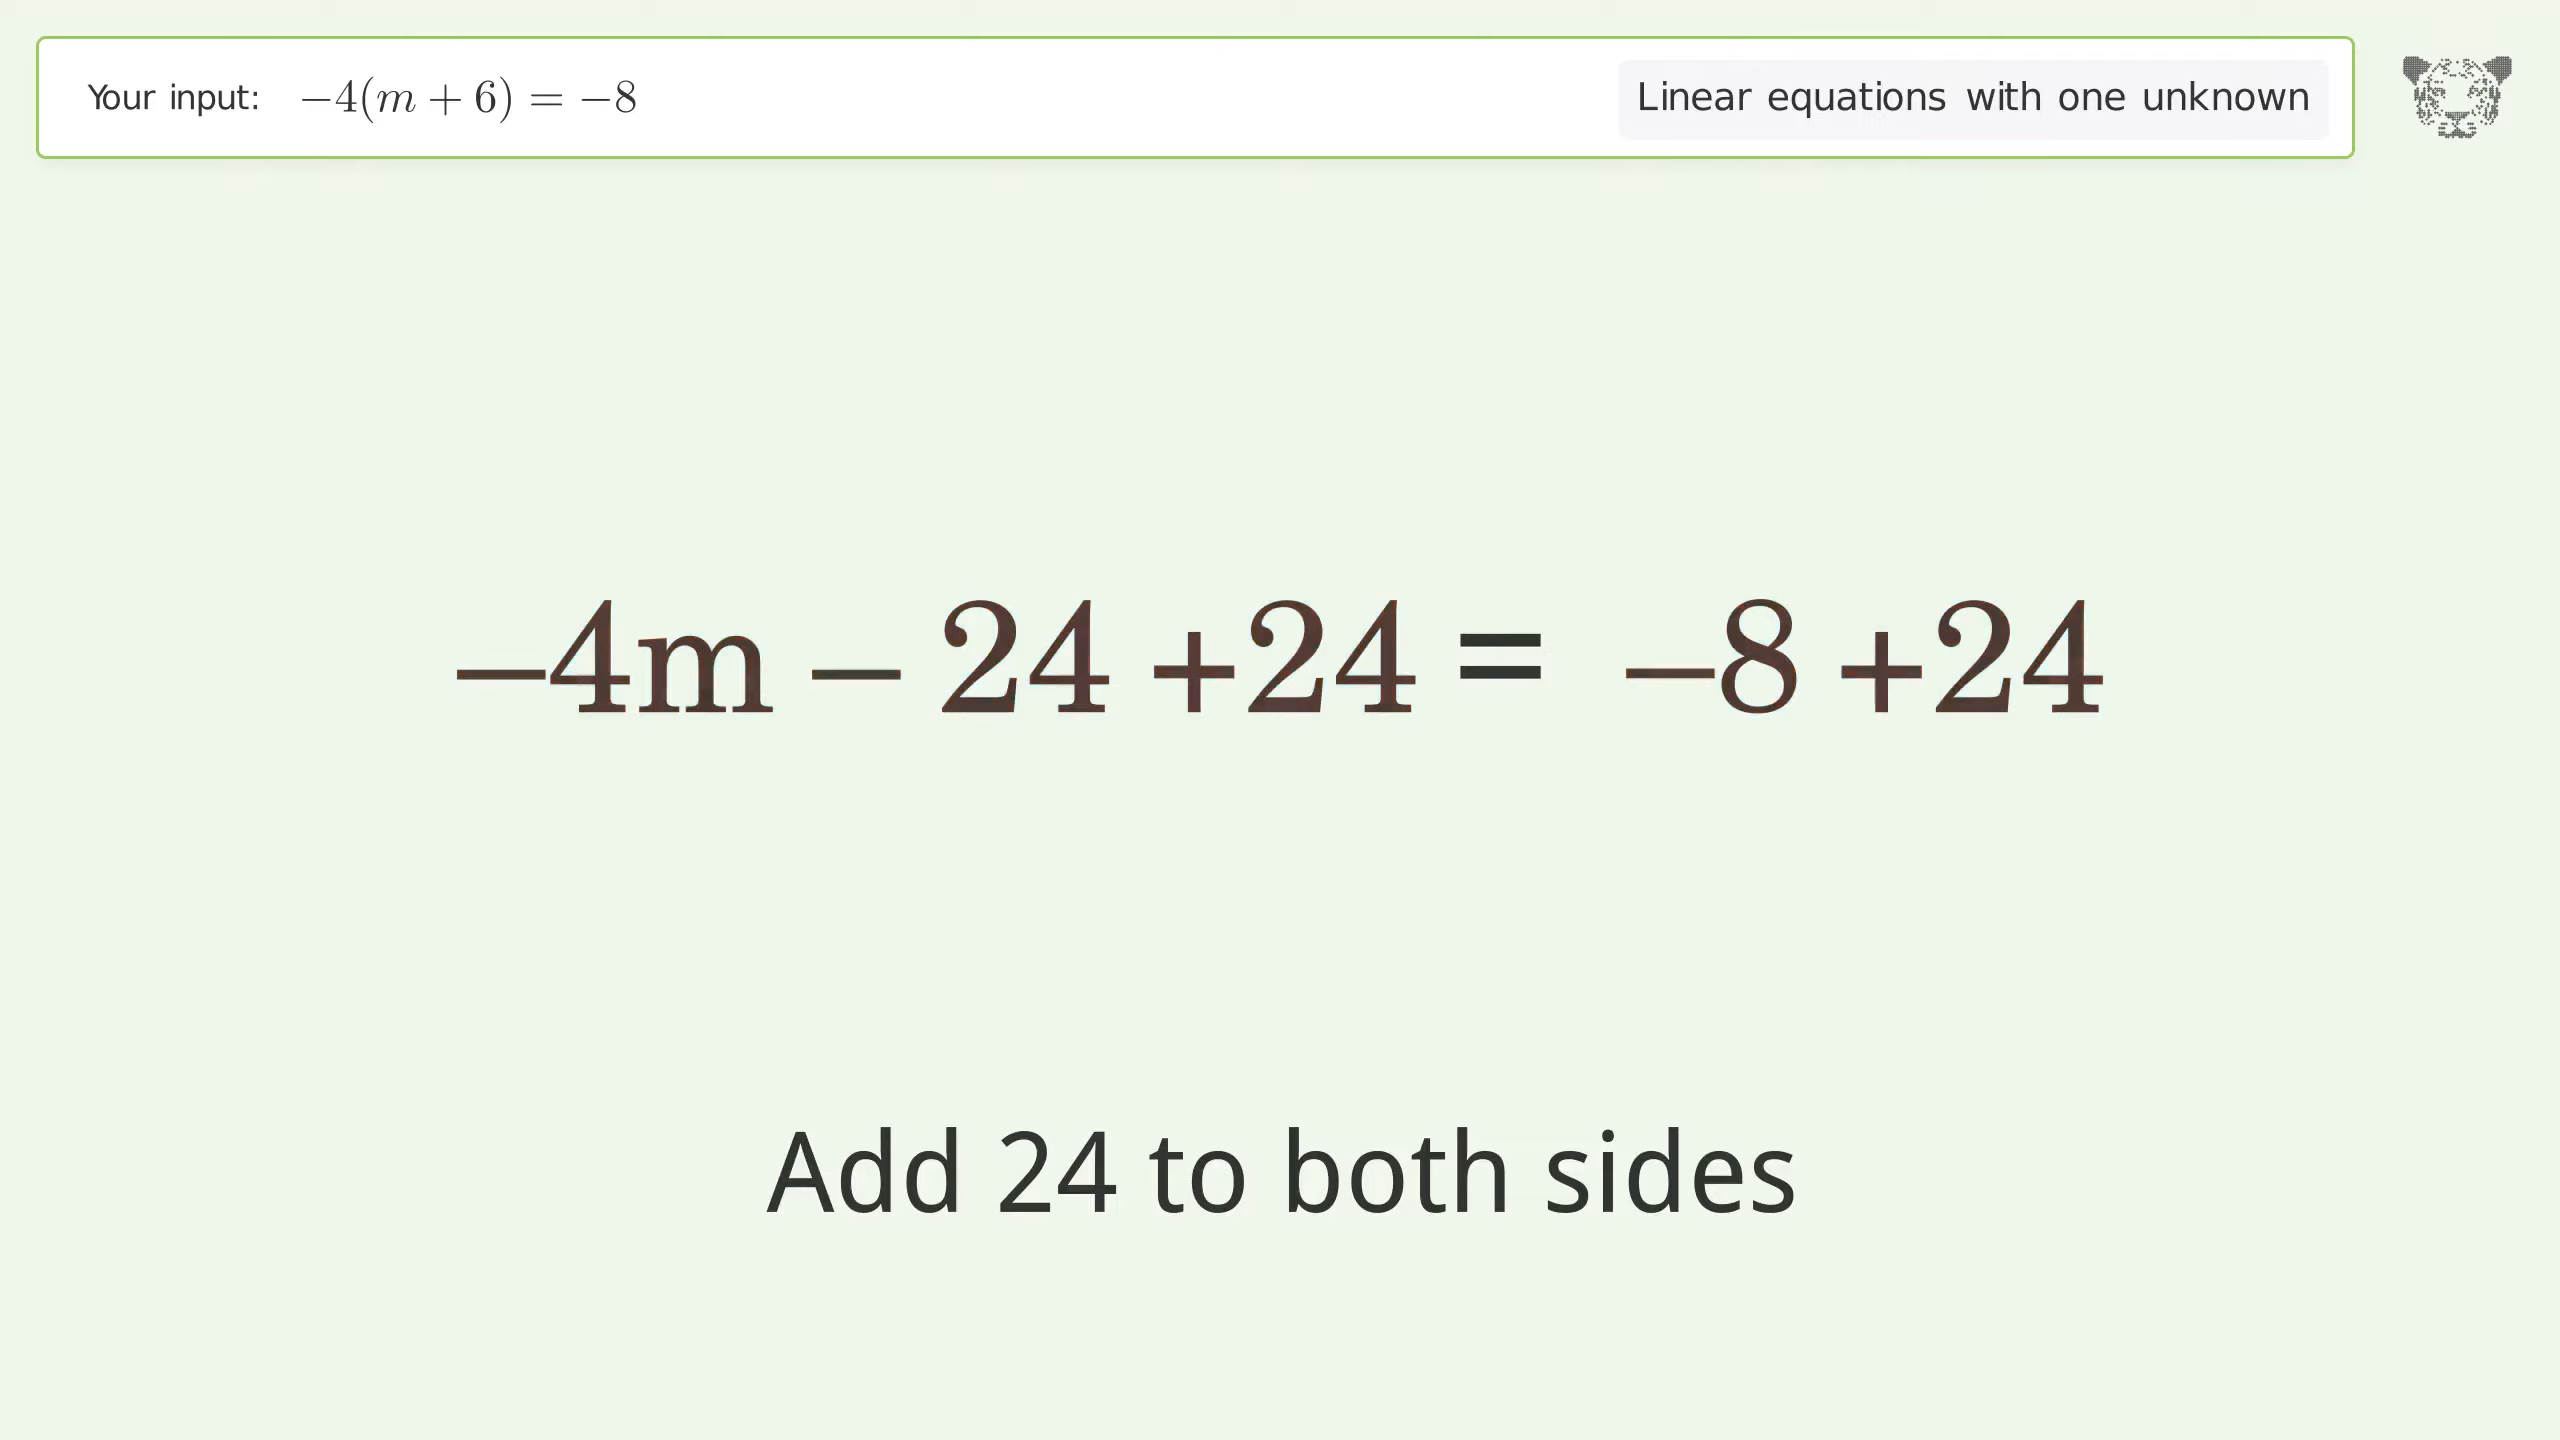 Your input: −4(m + 6) = −8
Linear equations with one unknown
−4m − 24 +24 = −8 +24
Add 24 to both sides